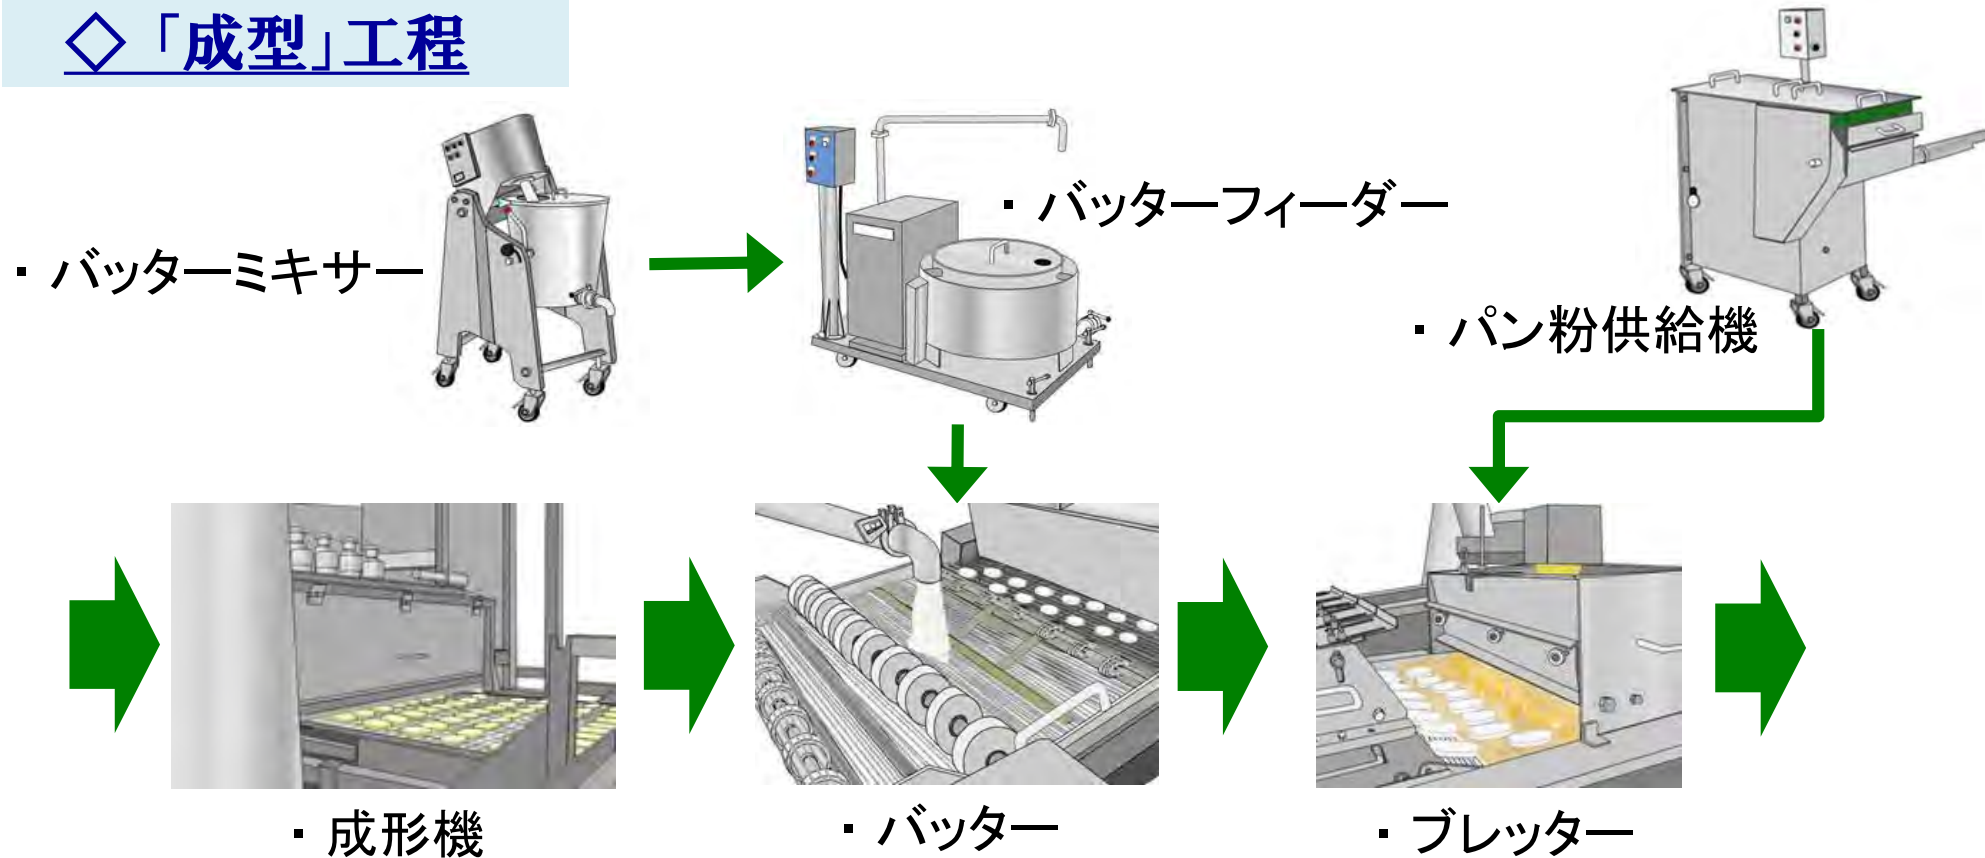 ◇「成型」工程
・バッターミキサー
・バッターフィーダー
・パン粉供給機
・成形機
・バッター
・ブレッター